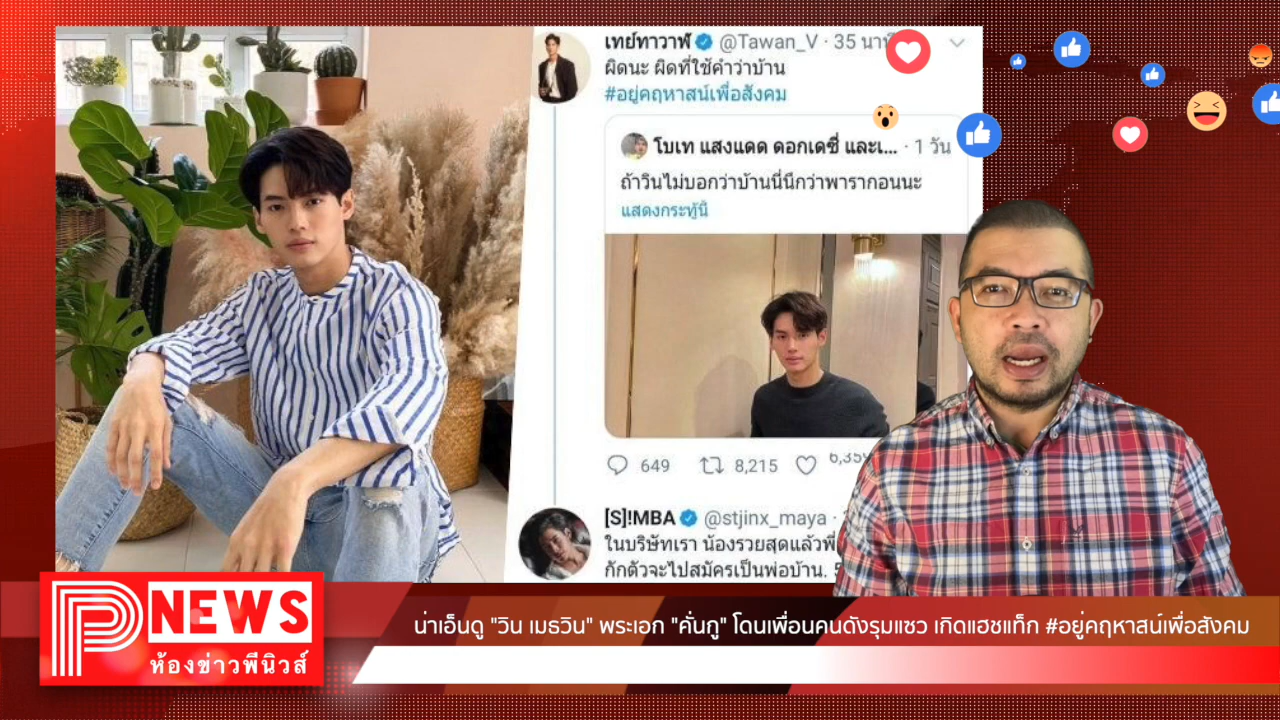 เทย์ทาวาฬ @Tawan_V · 35
ผิดนะ ผิดที่ใช้คำว่าบ้าน
#อยู่คฤหาสน์เพื่อสังคม
โบเท แสงแดด ดอกเดซี่ และเ... · 1 วัน
ถ้าวินไม่บอกว่าบ้านนี่นึกว่าพารากอนนะ
แสดงกระทู้นี้
649 8,215
[S]!MBA @stjinx_maya ·
ในบริษัทเรา น้องรวยสุดแล้วพี่
กักตัวจะไปสมัครเป็นพ่อบ้าน.
P NEWS
ห้องข่าวพีนิวส์
น่าเอ็นดู "วิน เมธวิน" พระเอก "คั่นกู" โดนเพื่อนคนดังรุมแซว เกิดแฮชแท็ก #อยู่คฤหาสน์เพื่อสังคม